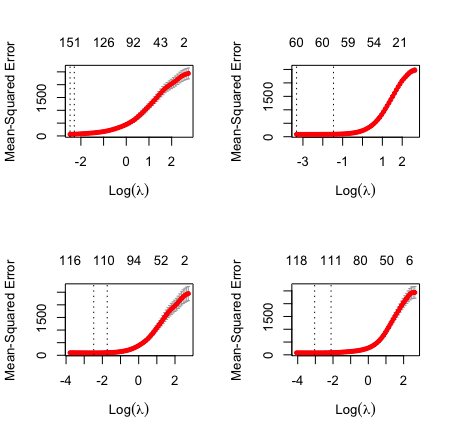 151 126 92 43 2
Mean-Squared Error
0 1500
-2 0 1 2
Log(λ)
60 60 59 54 21
Mean-Squared Error
0 1500
-3 -1 1 2
Log(λ)
116 110 94 52 2
Mean-Squared Error
0 1500
-4 -2 0 2
Log(λ)
118 111 80 50 6
Mean-Squared Error
0 1500
-4 -2 0 2
Log(λ)